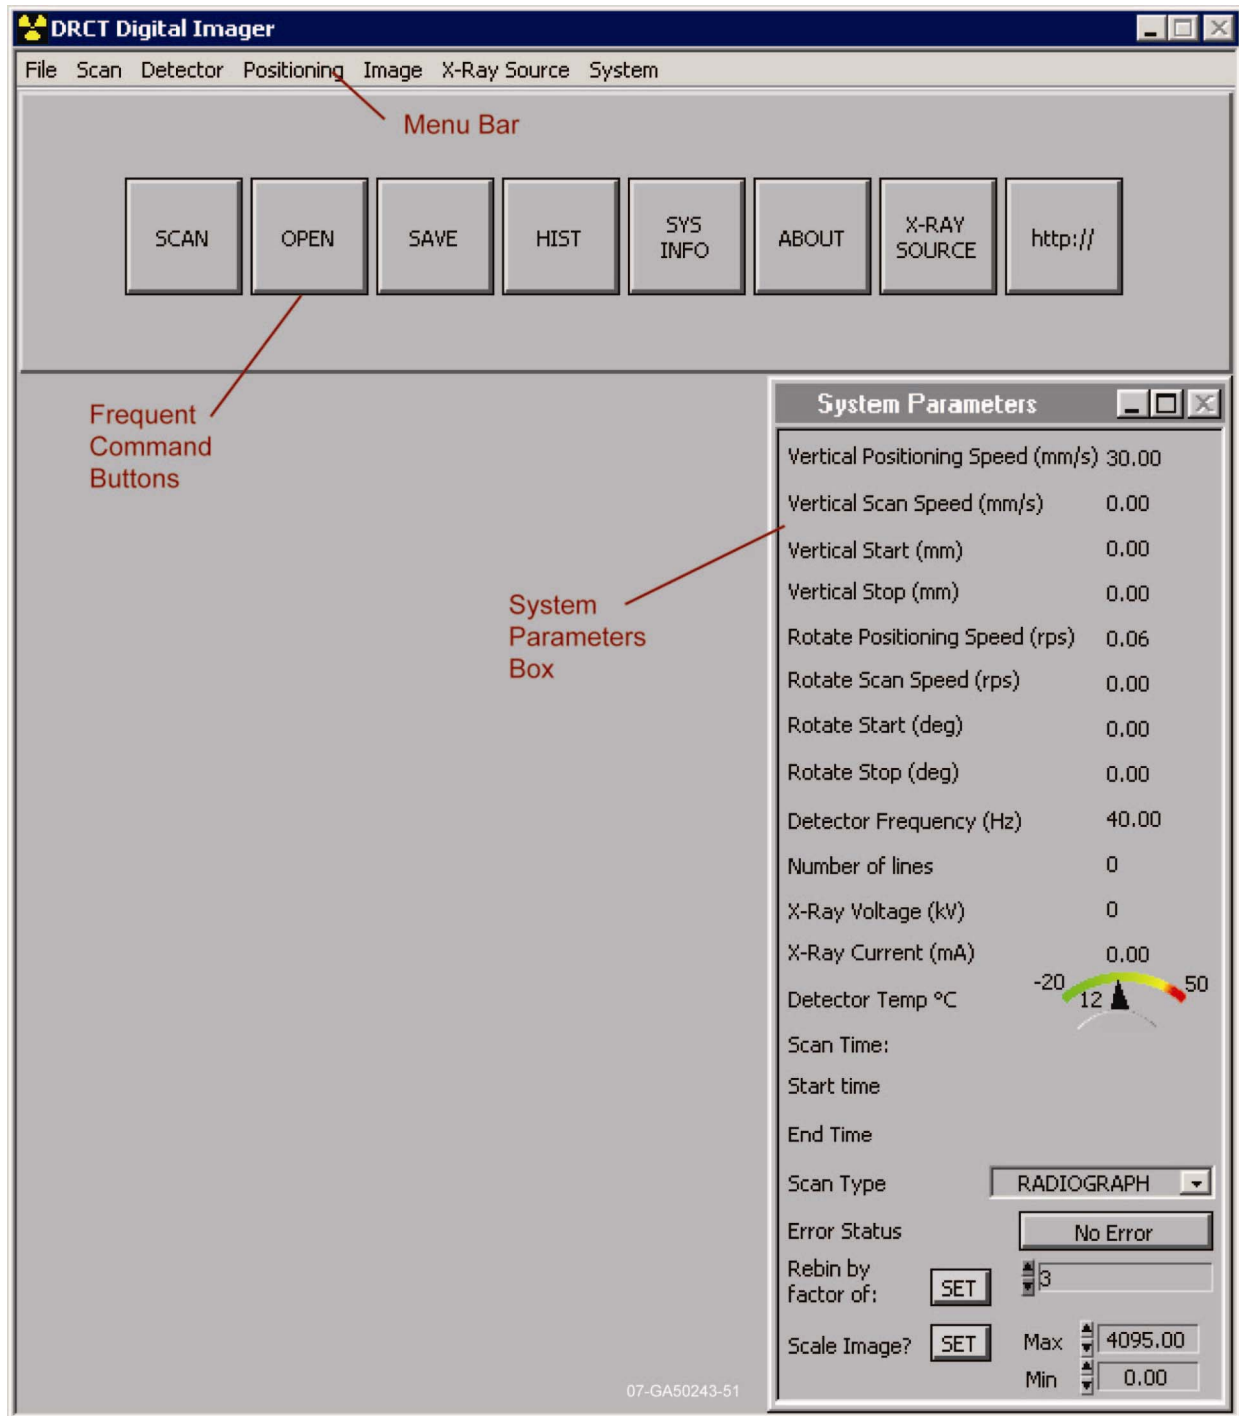 DRCT Digital Imager
File Scan Detector Positioning Image X-Ray Source System
Menu Bar
SCAN
OPEN
SAVE
HIST
SYS
INFO
ABOUT
X-RAY
SOURCE
http://
Frequent
Command
Buttons
System
Parameters
Box
System Parameters
Vertical Positioning Speed (mm/s) 30.00
Vertical Scan Speed (mm/s) 0.00
Vertical Start (mm) 0.00
Vertical Stop (mm) 0.00
Rotate Positioning Speed (rps) 0.06
Rotate Scan Speed (rps) 0.00
Rotate Start (deg) 0.00
Rotate Stop (deg) 0.00
Detector Frequency (Hz) 40.00
Number of lines 0
X-Ray Voltage (kV) 0
X-Ray Current (mA) 0.00
Detector Temp °C -20 12 50
Scan Time:
Start time
End Time
Scan Type RADIOGRAPH
Error Status No Error
Rebin by
factor of: SET 3
Scale Image? SET Max 4095.00
Min 0.00
07-GA50243-51